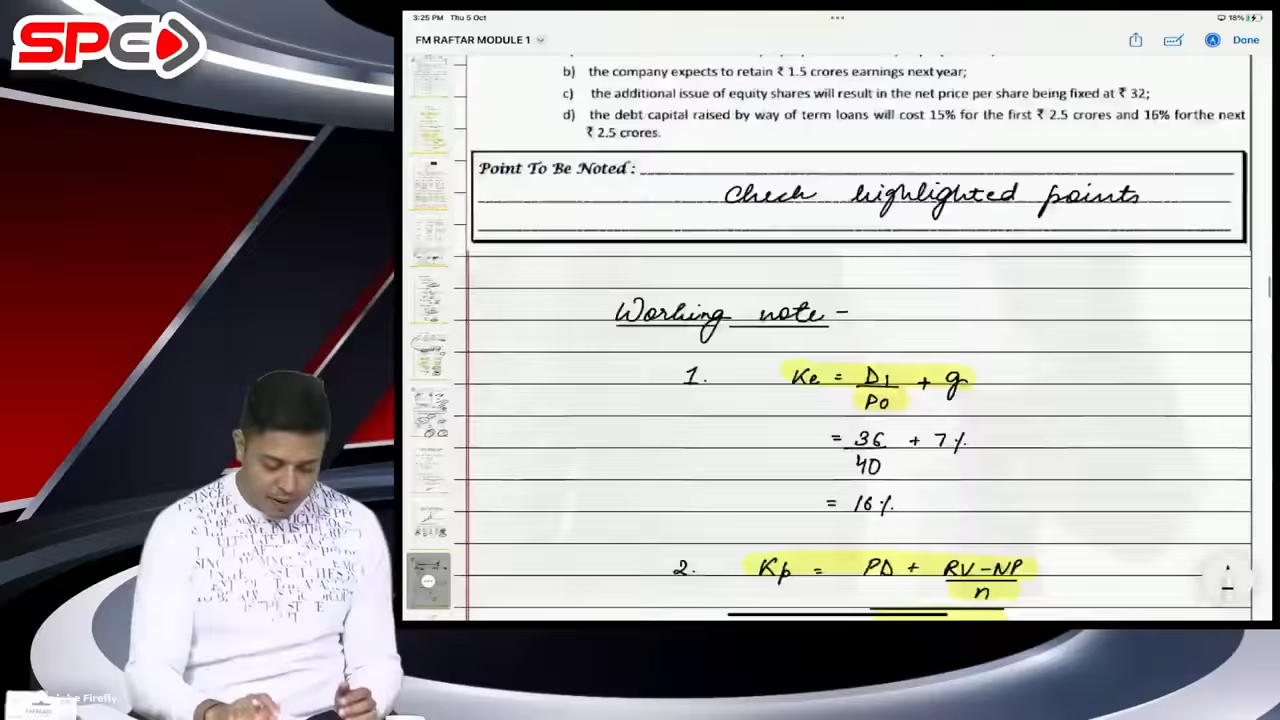 SPC
3:25 PM Thu 5 Oct
18%
FM RAFTAR MODULE 1
Done
b) the company expects to retain ₹ 1.5 crores earnings next year;
c) the additional issue of equity shares will result in the net price per share being fixed at ₹ 32;
d) the debt capital raised by way of term loans will cost 15% for the first ₹ 2.5 crores and 16% forthe next
₹ 2.5 crores.
Point To Be Noted :
Check highlighted points
Working note -
1. Ke = D1/P0 + g
= 36/40 + 7%
= 16%
2. Kp = PD + RV-NP/n
Firefly